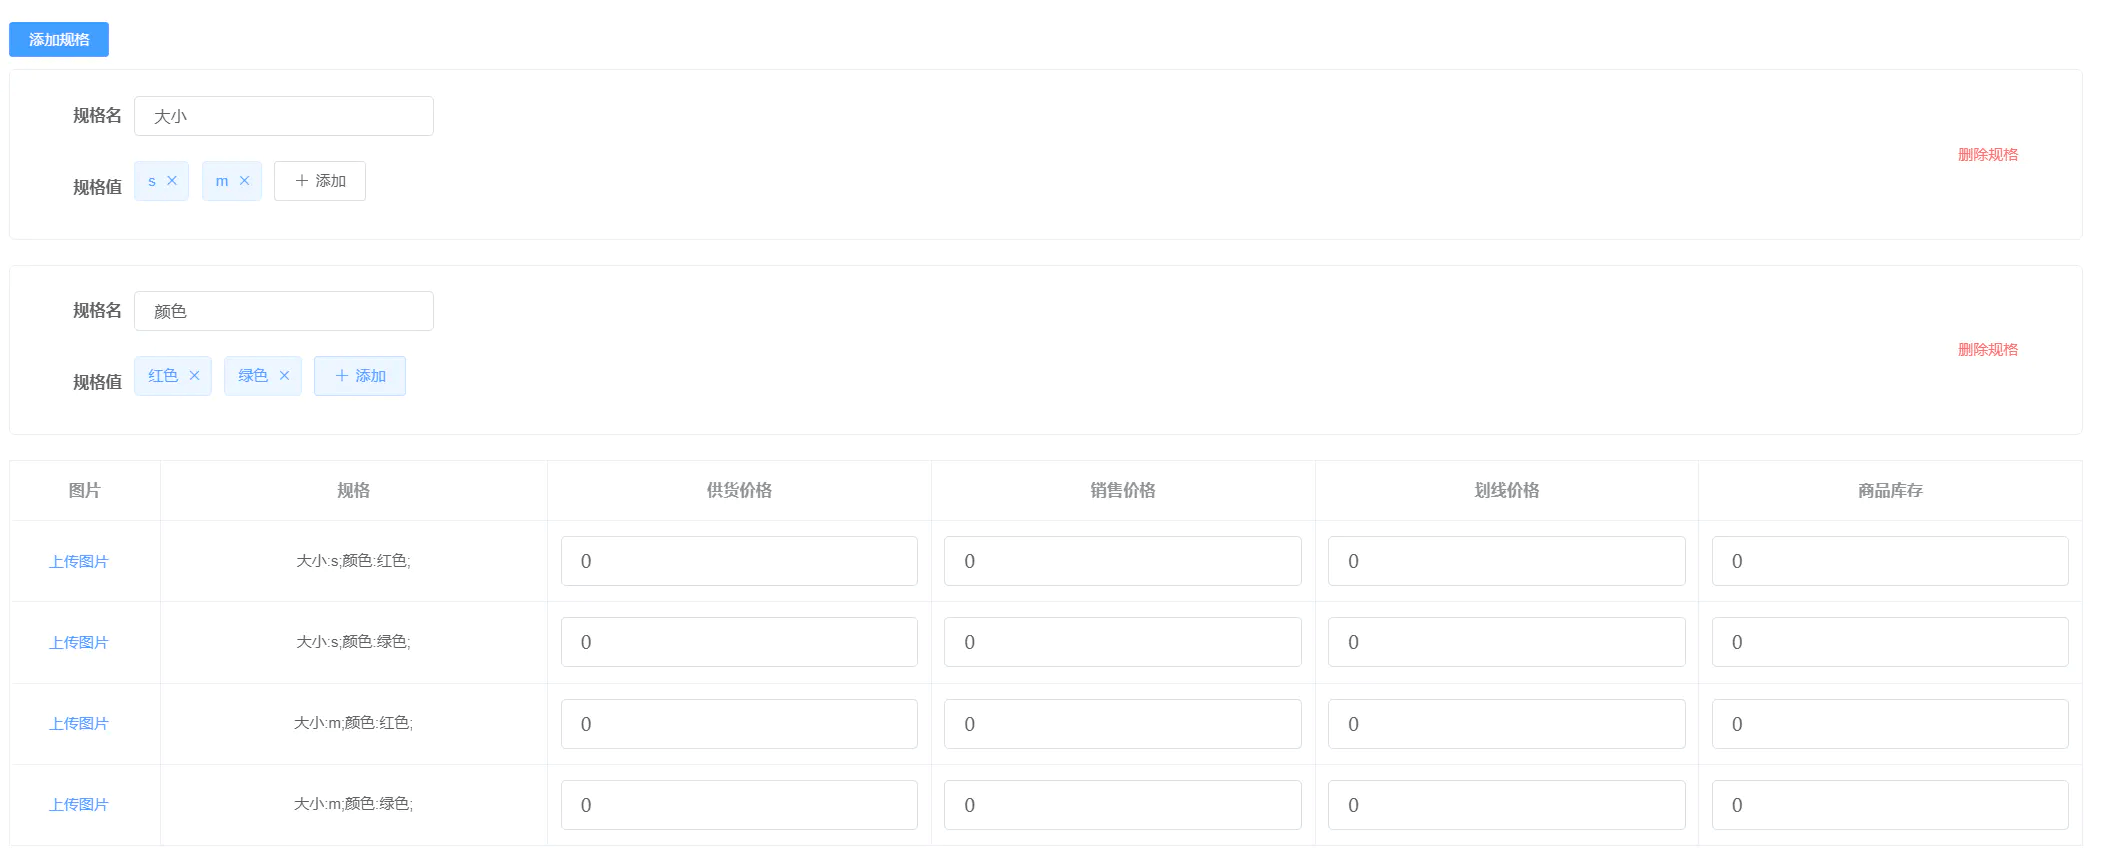 添加规格
规格名 大小
删除规格
规格值 s × m × + 添加
规格名 颜色
删除规格
规格值 红色 × 绿色 × + 添加
图片 规格 供货价格 销售价格 划线价格 商品库存
上传图片 大小:s;颜色:红色; 0 0 0 0
上传图片 大小:s;颜色:绿色; 0 0 0 0
上传图片 大小:m;颜色:红色; 0 0 0 0
上传图片 大小:m;颜色:绿色; 0 0 0 0